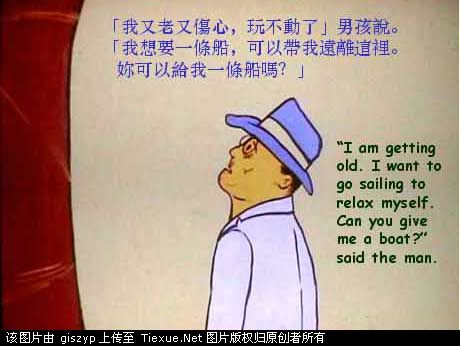 「我又老又傷心，玩不動了」男孩說。
「我想要一條船，可以帶我遠離這裡。
妳可以給我一條船嗎？」
“I am getting
old. I want to
go sailing to
relax myself.
Can you give
me a boat?”
said the man.
该图片由 giszyp 上传至 Tiexue.Net 图片版权归原创者所有